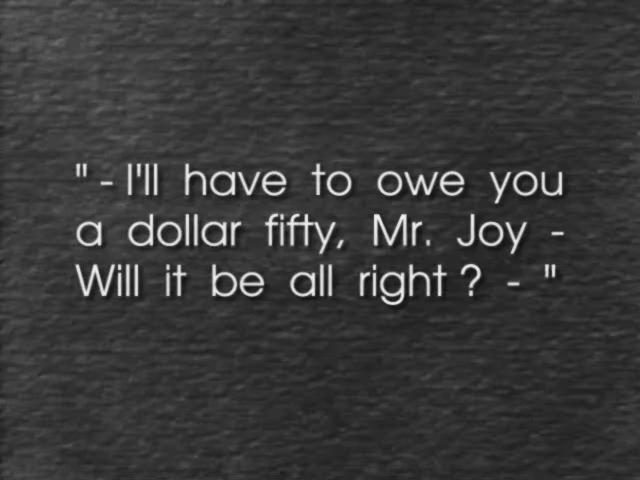 " - I'll have to owe you
a dollar fifty, Mr. Joy -
Will it be all right ? - "